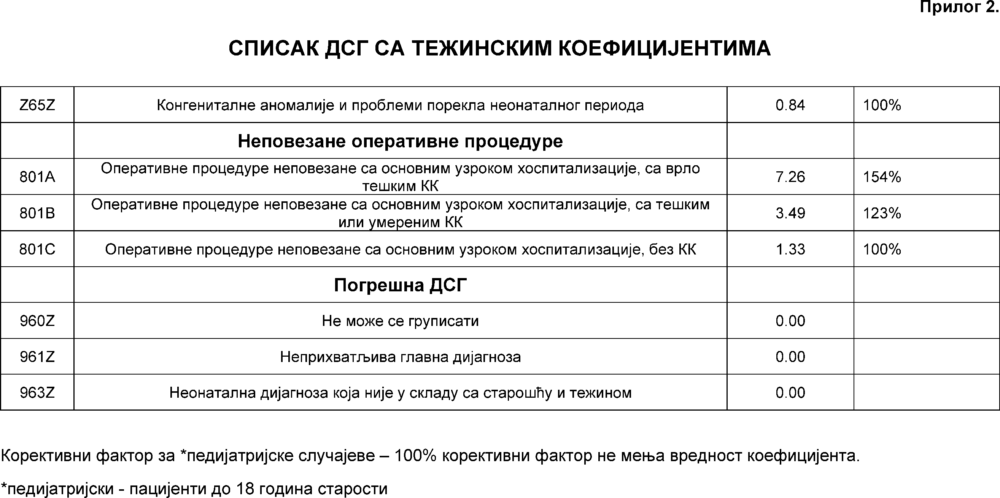 Прилог 2.
СПИСАК ДСГ СА ТЕЖИНСКИМ КОЕФИЦИЈЕНТИМА
Z65Z Конгениталне аномалије и проблеми порекла неонаталног периода 0.84 100%
Неповезане оперативне процедуре
801A Оперативне процедуре неповезане са основним узроком хоспитализације, са врло
тешким КК 7.26 154%
801B Оперативне процедуре неповезане са основним узроком хоспитализације, са тешким
или умереним КК 3.49 123%
801C Оперативне процедуре неповезане са основним узроком хоспитализације, без КК 1.33 100%
Погрешна ДСГ
960Z Не може се груписати 0.00
961Z Неприхватљива главна дијагноза 0.00
963Z Неонатална дијагноза која није у складу са старошћу и тежином 0.00
Корективни фактор за *педијатријске случајеве – 100% корективни фактор не мења вредност коефицијента.
*педијатријски - пацијенти до 18 година старости